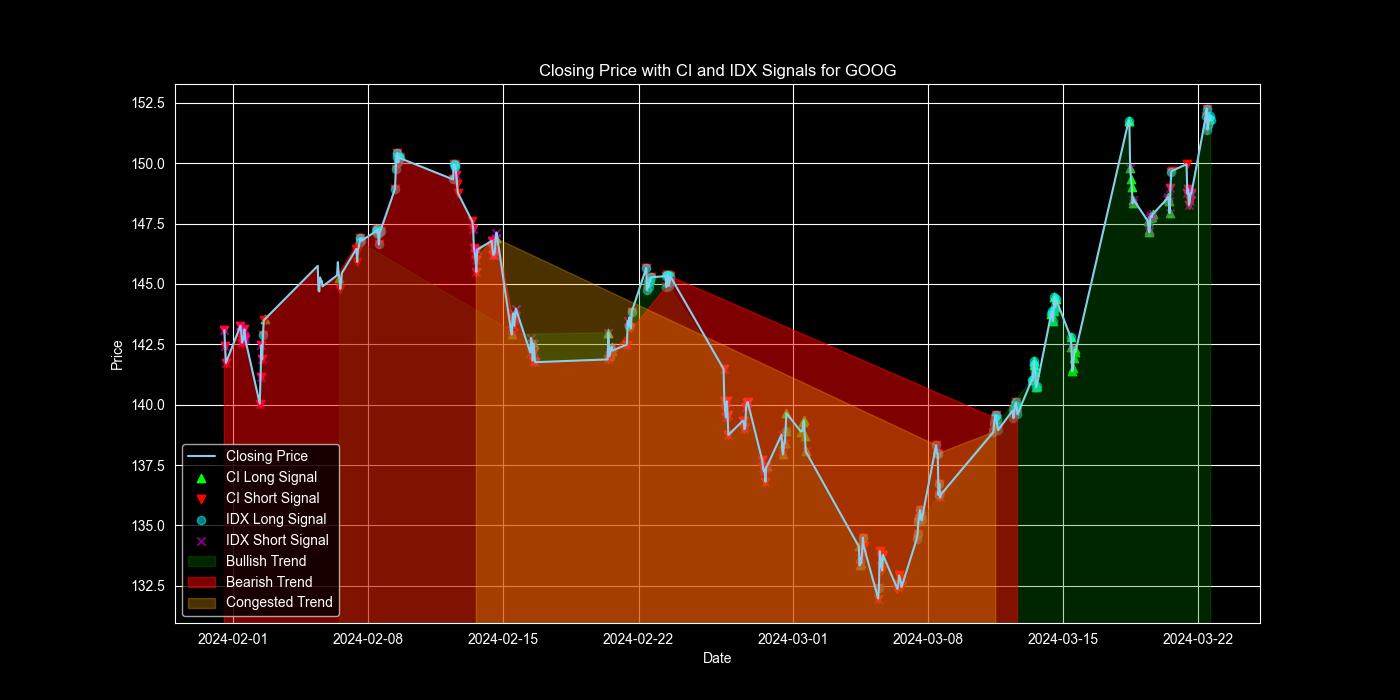 Closing Price with CI and IDX Signals for GOOG
152.5
150.0
147.5
145.0
142.5
140.0
137.5
135.0
132.5
Price
Closing Price
CI Long Signal
CI Short Signal
IDX Long Signal
IDX Short Signal
Bullish Trend
Bearish Trend
Congested Trend
2024-02-01 2024-02-08 2024-02-15 2024-02-22 2024-03-01 2024-03-08 2024-03-15 2024-03-22
Date